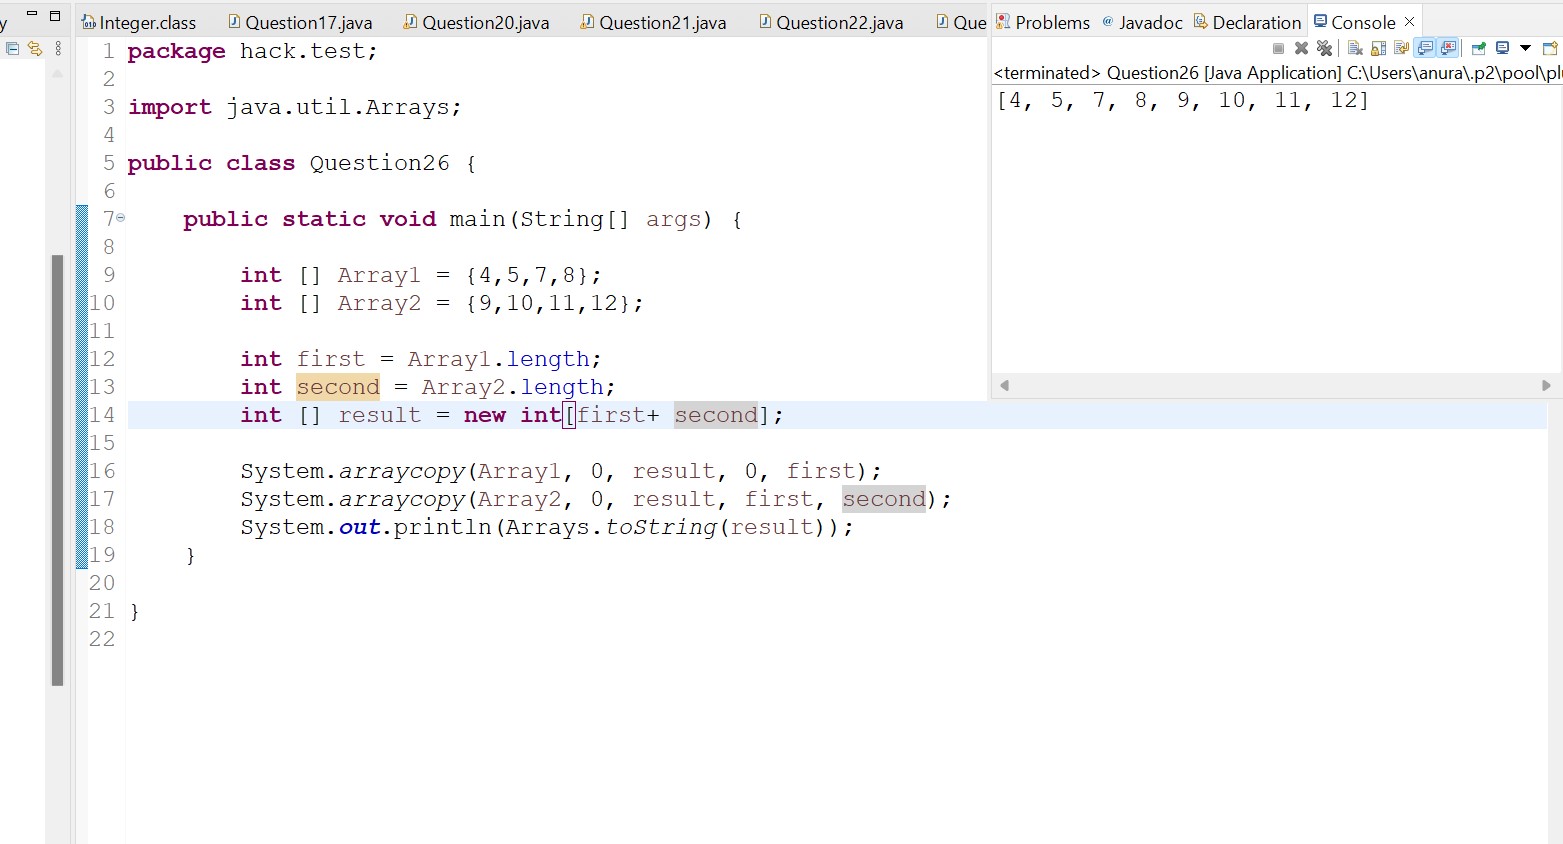 y
Integer.class Question17.java Question20.java Question21.java Question22.java Que
1 package hack.test;
2
3 import java.util.Arrays;
4
5 public class Question26 {
6
7 public static void main(String[] args) {
8
9 int [] Array1 = {4,5,7,8};
10 int [] Array2 = {9,10,11,12};
11
12 int first = Array1.length;
13 int second = Array2.length;
14 int [] result = new int[first+ second];
15
16 System.arraycopy(Array1, 0, result, 0, first);
17 System.arraycopy(Array2, 0, result, first, second);
18 System.out.println(Arrays.toString(result));
19 }
20
21 }
22
Problems @ Javadoc Declaration Console
<terminated> Question26 [Java Application] C:\Users\anura\.p2\pool\plu
[4, 5, 7, 8, 9, 10, 11, 12]